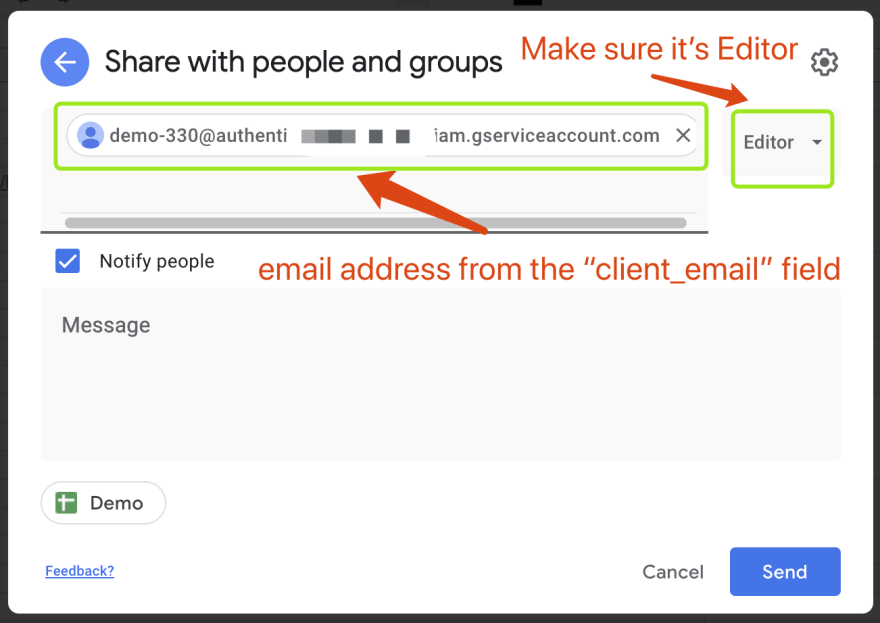 Make sure it’s Editor
Share with people and groups
demo-330@authenti iam.gserviceaccount.com
Editor
Notify people
email address from the “client_email” field
Message
Demo
Feedback?
Cancel
Send